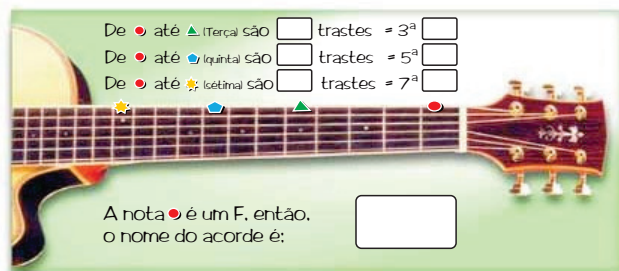 De até (Terça) são trastes = 3ª
De até (quinta) são trastes = 5ª
De até (sétima) são trastes = 7ª
A nota é um F, então,
o nome do acorde é: